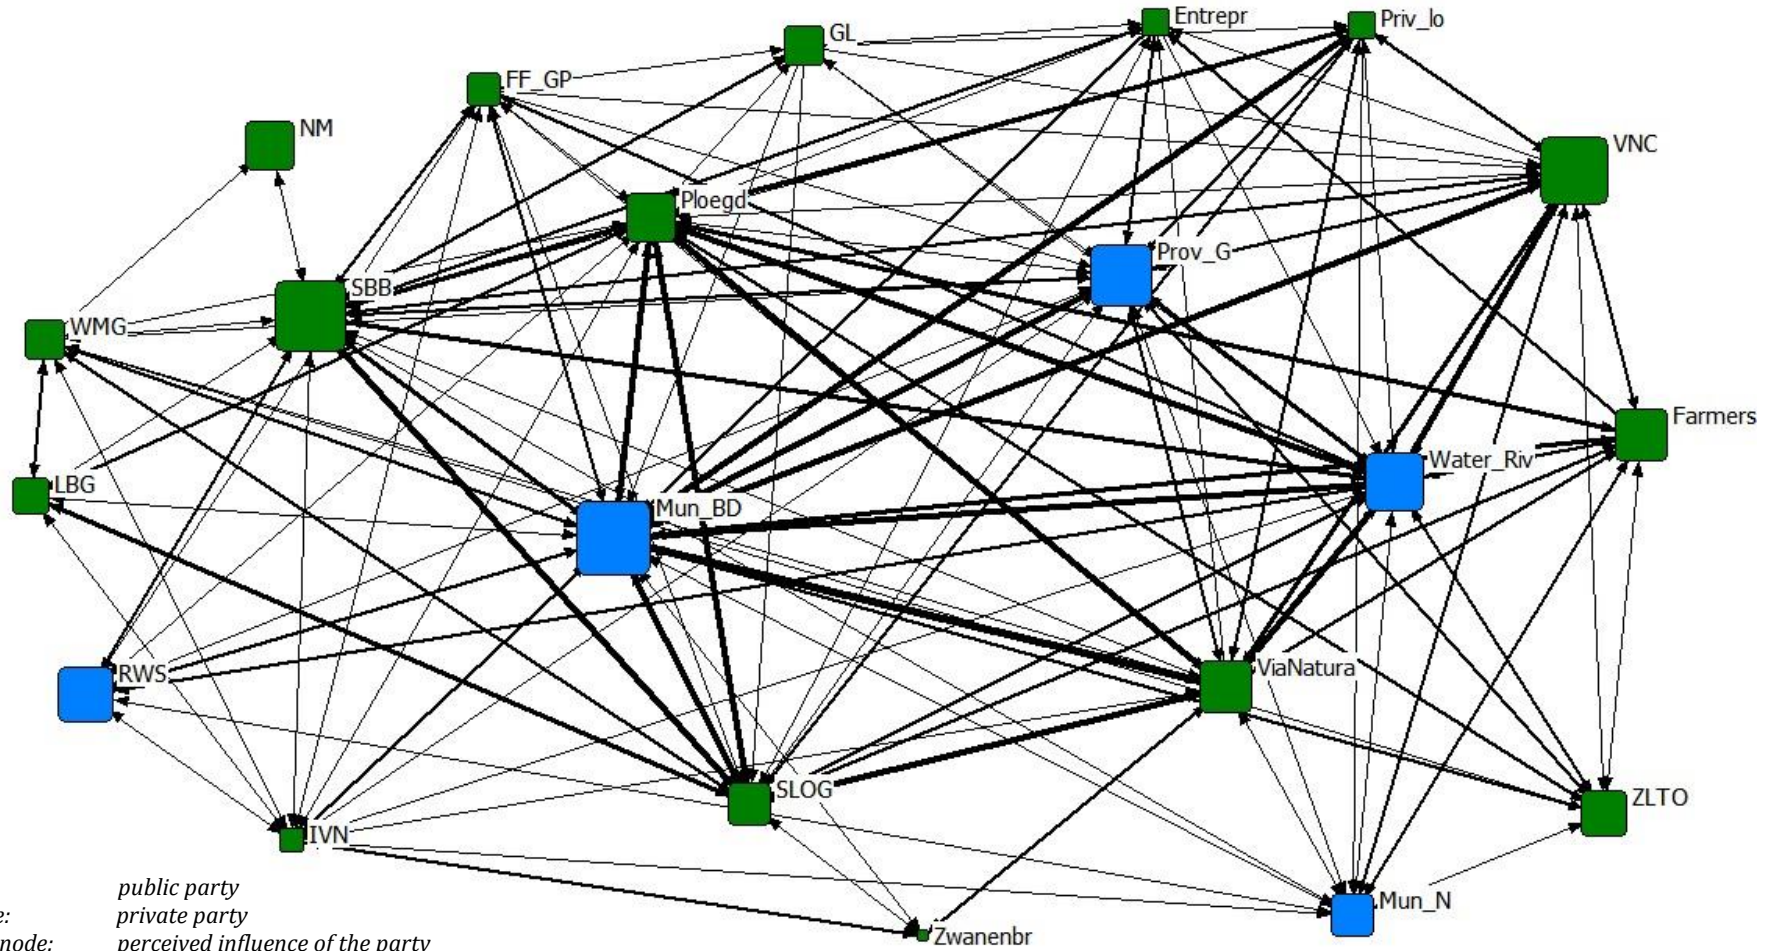 Entrepr
Priv_lo
GL
FF_GP
NM
VNC
Ploegd
Prov_G
SBB
WMG
Farmers
Water_Riv
LBG
Mun_BD
RWS
ViaNatura
SLOG
ZLTO
IVN
Mun_N
Zwanenbr
public party
e: private party
node: perceived influence of the party